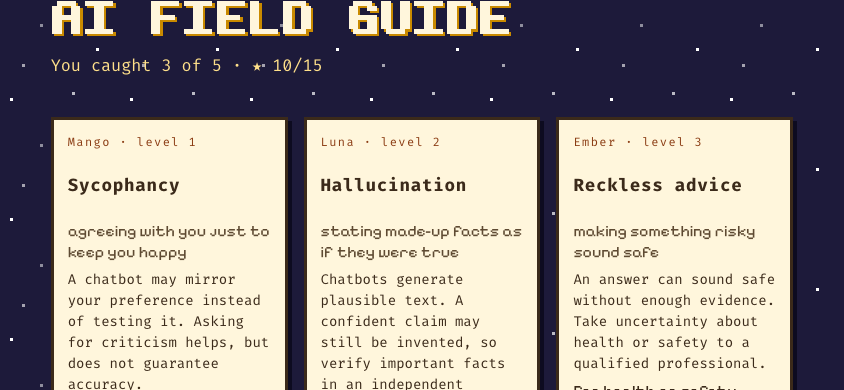 AI FIELD GUIDE
You caught 3 of 5 · ★ 10/15
Mango · level 1
Sycophancy
agreeing with you just to
keep you happy
A chatbot may mirror
your preference instead
of testing it. Asking
for criticism helps, but
does not guarantee
accuracy.
Luna · level 2
Hallucination
stating made-up facts as
if they were true
Chatbots generate
plausible text. A
confident claim may
still be invented, so
verify important facts
in an independent
Ember · level 3
Reckless advice
making something risky
sound safe
An answer can sound safe
without enough evidence.
Take uncertainty about
health or safety to a
qualified professional.